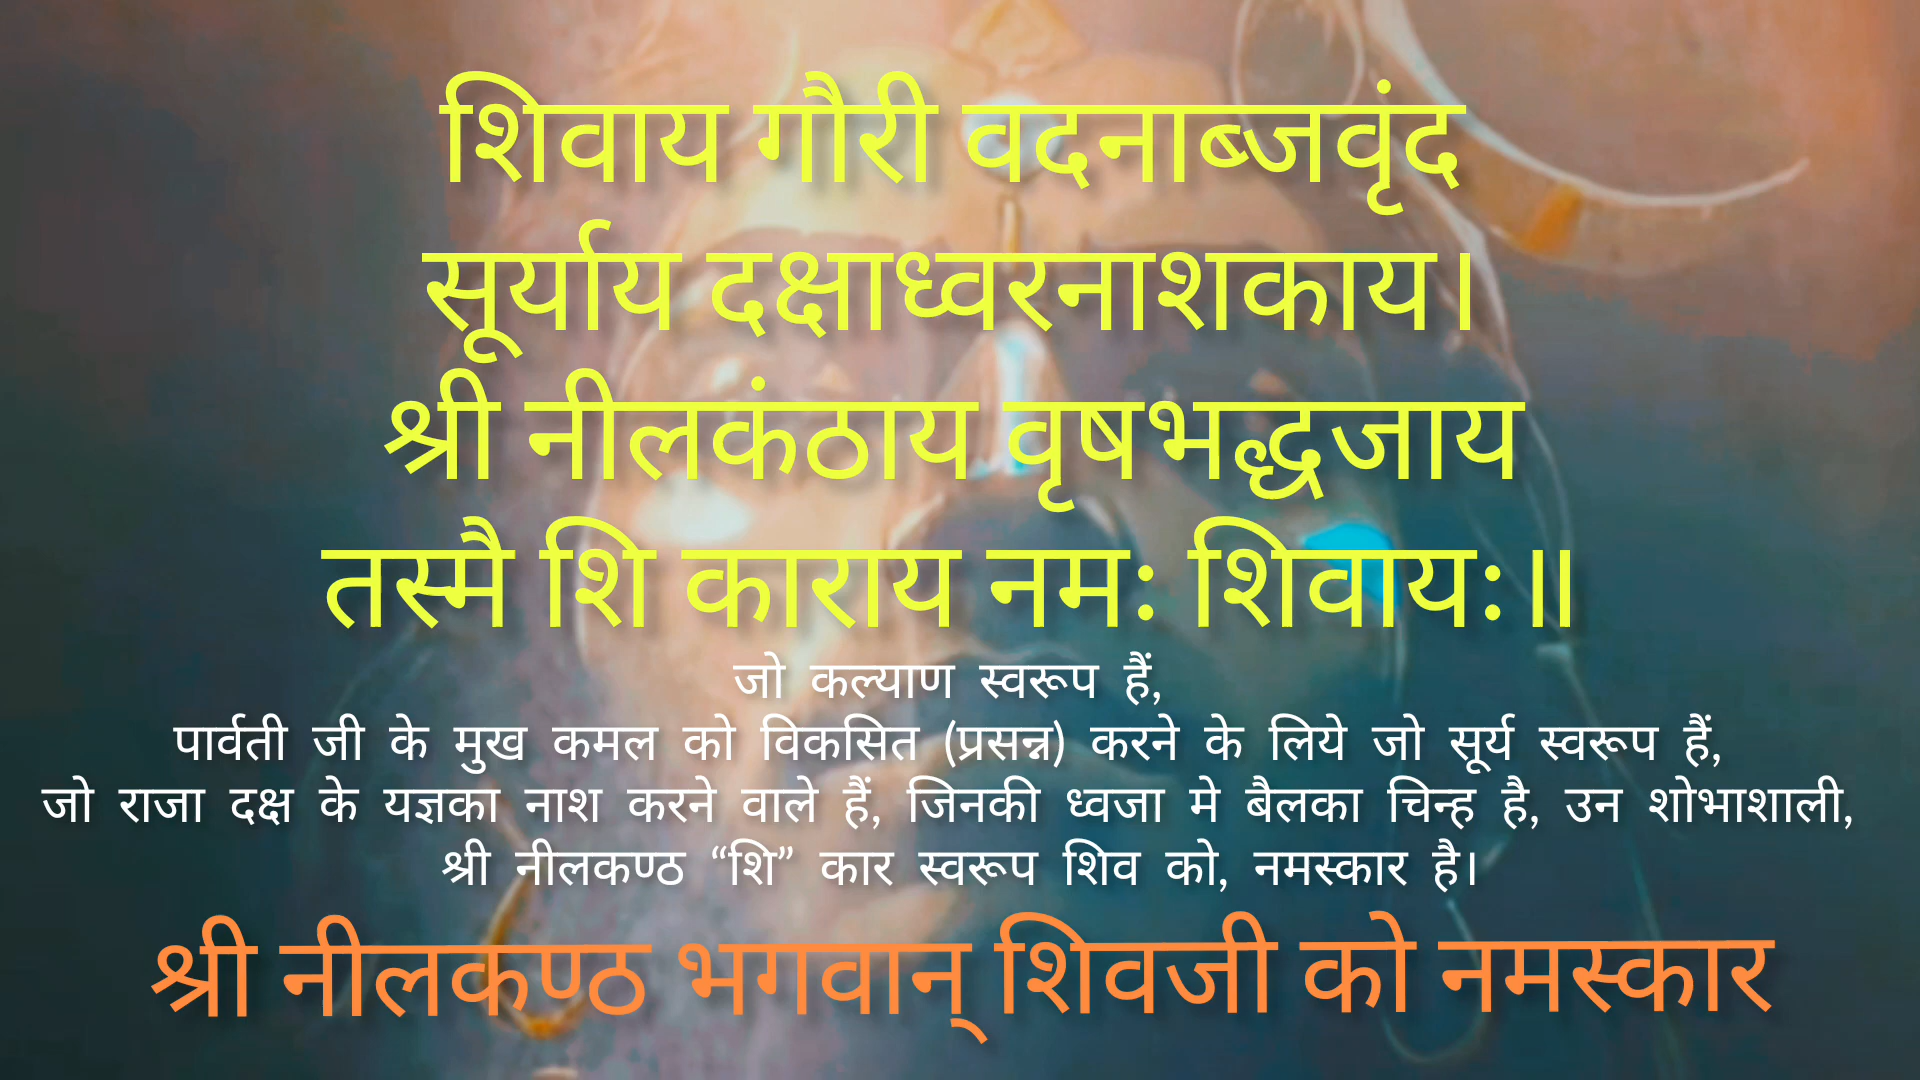 शिवाय गौरी वदनाब्जवृंद
सूर्याय दक्षाध्वरनाशकाय।
श्री नीलकंठाय वृषभद्धजाय
तस्मै शि काराय नमः शिवायः॥
जो कल्याण स्वरूप हैं,
पार्वती जी के मुख कमल को विकसित (प्रसन्न) करने के लिये जो सूर्य स्वरूप हैं,
जो राजा दक्ष के यज्ञका नाश करने वाले हैं, जिनकी ध्वजा मे बैलका चिन्ह है, उन शोभाशाली,
श्री नीलकण्ठ “शि” कार स्वरूप शिव को, नमस्कार है।
श्री नीलकण्ठ भगवान् शिवजी को नमस्कार